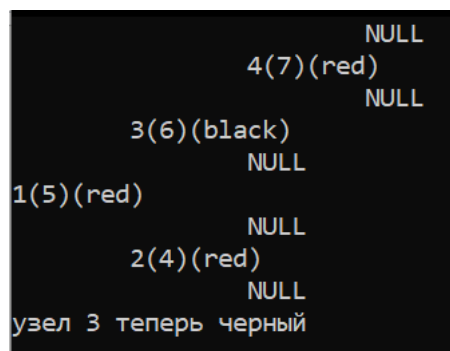 NULL
4(7)(red)
NULL
3(6)(black)
NULL
1(5)(red)
NULL
2(4)(red)
NULL
узел 3 теперь черный